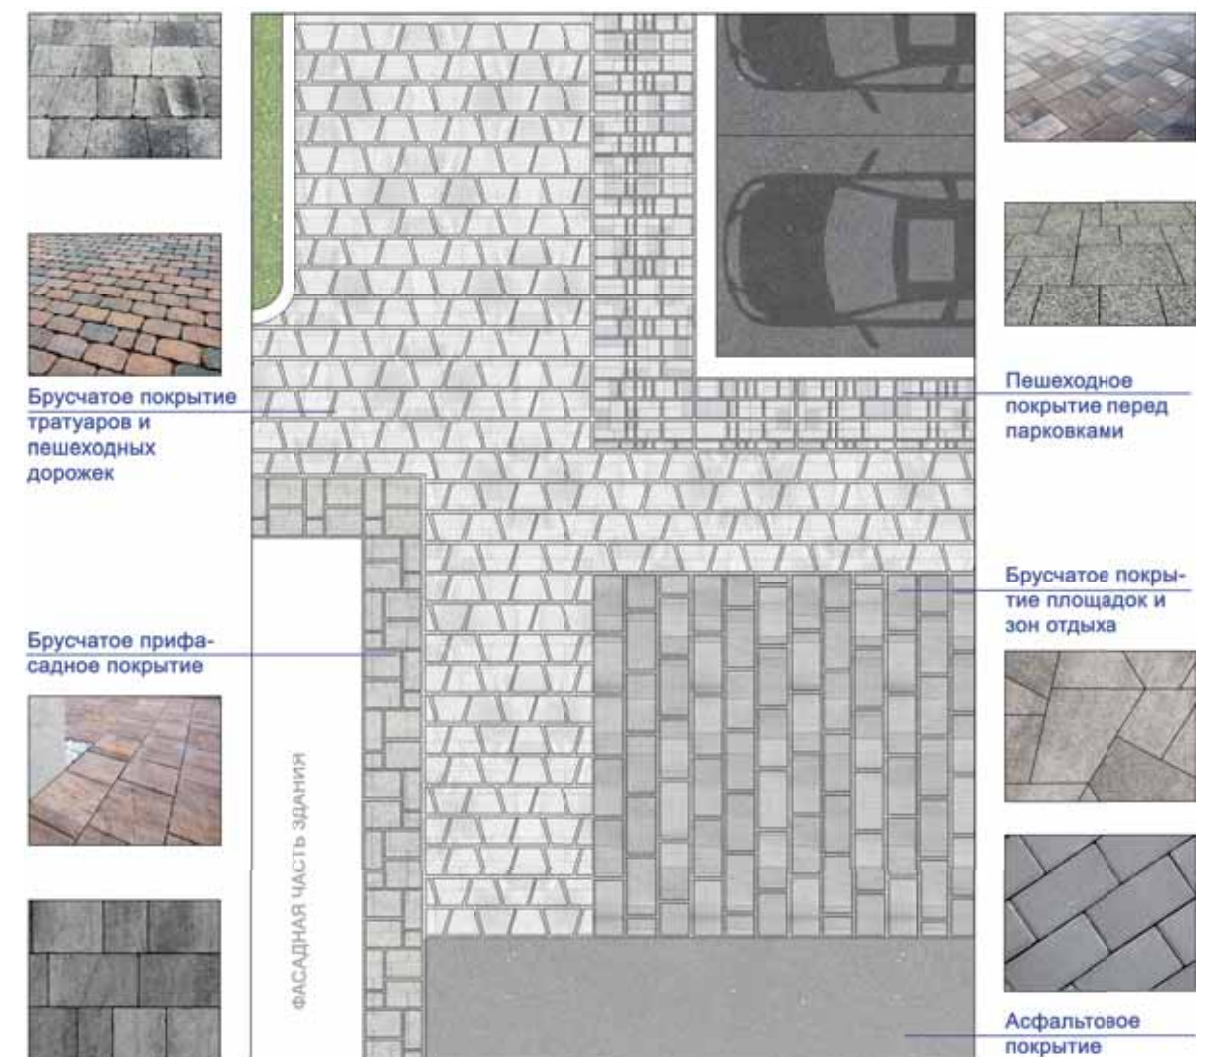 Брусчатое покрытие
тратуаров и
пешеходных
дорожек
Брусчатое прифа-
садное покрытие
ФАСАДНАЯ ЧАСТЬ ЗДАНИЯ
Пешеходное
покрытие перед
парковками
Брусчатое покры-
тие площадок и
зон отдыха
Асфальтовое
покрытие